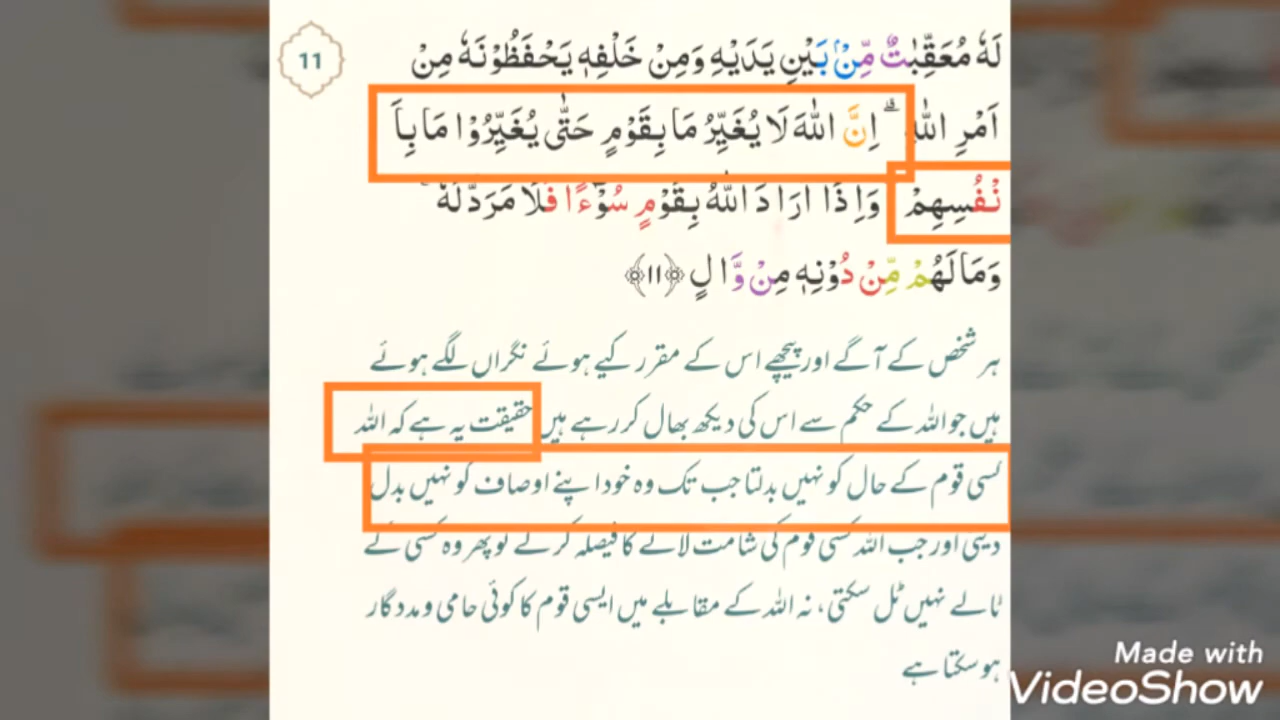 11
لَهٗ مُعَقِّبٰتٌ مِّنْۢ بَيْنِ يَدَيْهِ وَمِنْ خَلْفِهٖ يَحْفَظُوْنَهٗ مِنْ
اَمْرِ اللّٰهِ ؕ اِنَّ اللّٰهَ لَا يُغَيِّرُ مَا بِقَوْمٍ حَتّٰى يُغَيِّرُوْا مَا بِاَ
نْفُسِهِمْ وَاِذَا اَرَادَ اللّٰهُ بِقَوْمٍ سُوْٓءًا فَلَا مَرَدَّ لَهٗ
وَمَا لَهُمْ مِّنْ دُوْنِهٖ مِنْ وَّالٍ ﴿۱۱﴾
ہر شخص کے آگے اور پیچھے اس کے مقرر کیے ہوئے نگراں لگے ہوئے
ہیں جو اللہ کے حکم سے اس کی دیکھ بھال کر رہے ہیں حقیقت یہ ہے کہ اللہ
کسی قوم کے حال کو نہیں بدلتا جب تک وہ خود اپنے اوصاف کو نہیں بدل
دیتی اور جب اللہ کسی قوم کی شامت لانے کا فیصلہ کر لے تو پھر وہ کسی کے
ٹالے نہیں ٹل سکتی، نہ اللہ کے مقابلے میں ایسی قوم کا کوئی حامی و مددگار
ہو سکتا ہے
Made with
VideoShow